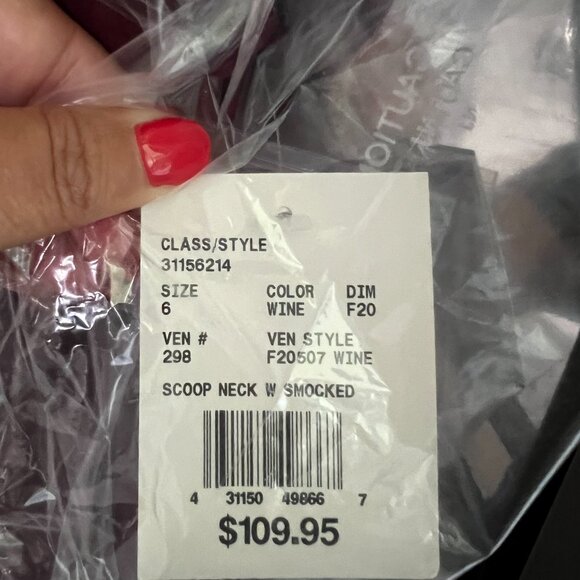 CAUTION
CLASS/STYLE
31156214
SIZE COLOR DIM
6 WINE F20
VEN # VEN STYLE
298 F20507 WINE
SCOOP NECK W SMOCKED
4 31150 49866 7
$109.95